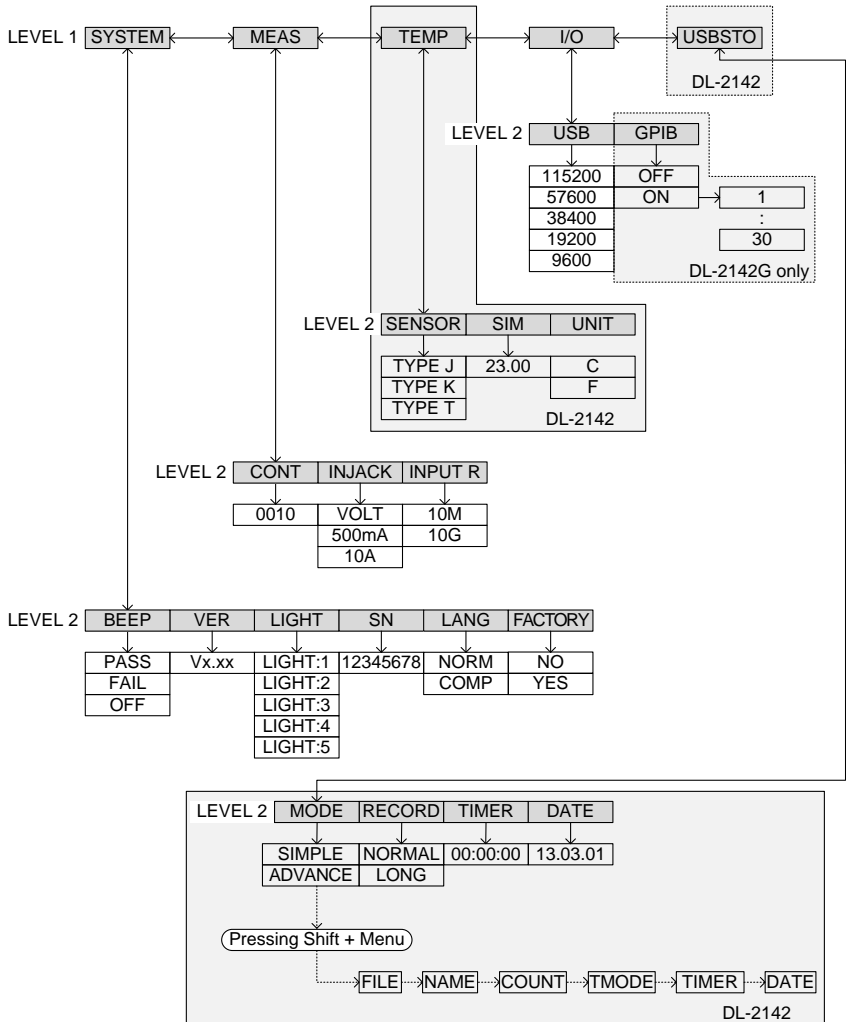 LEVEL 1 SYSTEM MEAS TEMP I/O USBSTO
DL-2142
LEVEL 2 USB GPIB
115200 OFF
57600 ON 1
38400 :
19200 30
9600
DL-2142G only
LEVEL 2 SENSOR SIM UNIT
TYPE J 23.00 C
TYPE K F
TYPE T
DL-2142
LEVEL 2 CONT INJACK INPUT R
0010 VOLT 10M
500mA 10G
10A
LEVEL 2 BEEP VER LIGHT SN LANG FACTORY
PASS Vx.xx LIGHT:1 12345678 NORM NO
FAIL LIGHT:2 COMP YES
OFF LIGHT:3
LIGHT:4
LIGHT:5
LEVEL 2 MODE RECORD TIMER DATE
SIMPLE NORMAL 00:00:00 13.03.01
ADVANCE LONG
Pressing Shift + Menu
FILE NAME COUNT TMODE TIMER DATE
DL-2142